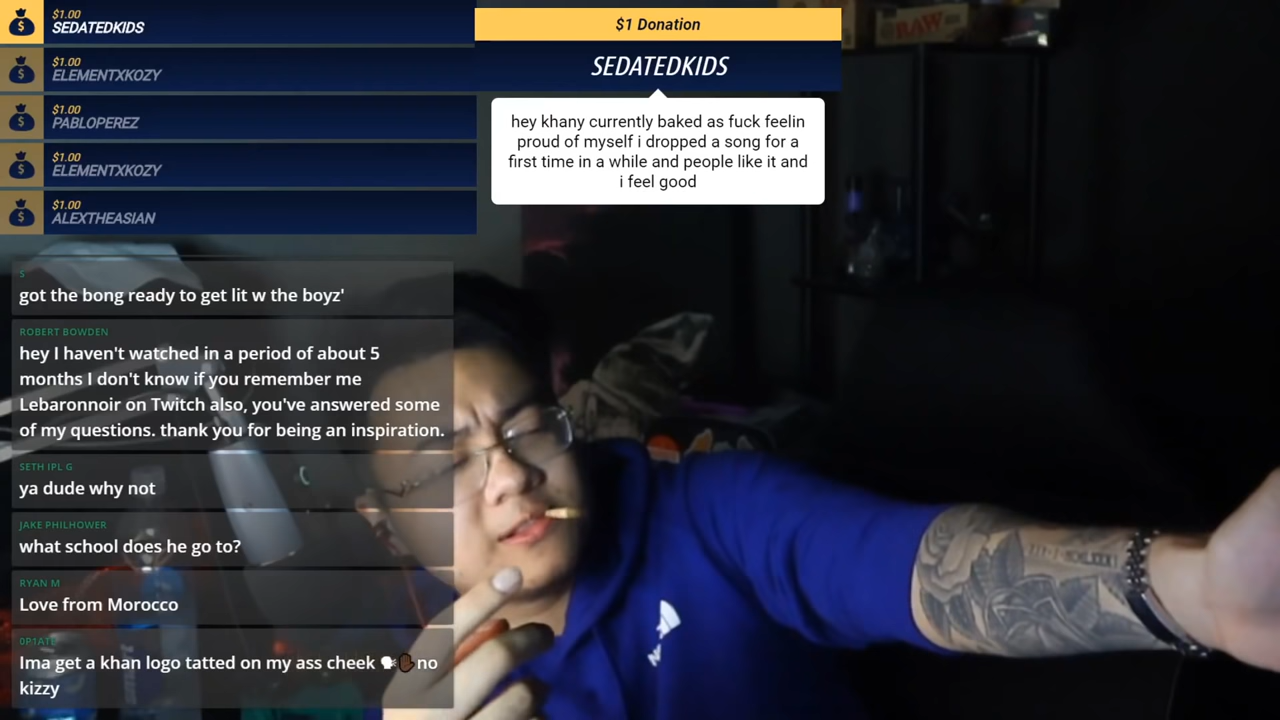 $1.00
SEDATEDKIDS
$1.00
ELEMENTXKOZY
$1.00
PABLOPEREZ
$1.00
ELEMENTXKOZY
$1.00
ALEXTHEASIAN
$1 Donation
SEDATEDKIDS
hey khany currently baked as fuck feelin
proud of myself i dropped a song for a
first time in a while and people like it and
i feel good
RAW
S
got the bong ready to get lit w the boyz'
ROBERT BOWDEN
hey I haven't watched in a period of about 5
months I don't know if you remember me
Lebaronnoir on Twitch also, you've answered some
of my questions. thank you for being an inspiration.
SETH IPL G
ya dude why not
JAKE PHILHOWER
what school does he go to?
RYAN M
Love from Morocco
0P1ATE
Ima get a khan logo tatted on my ass cheek 🗣✋🏿 no
kizzy